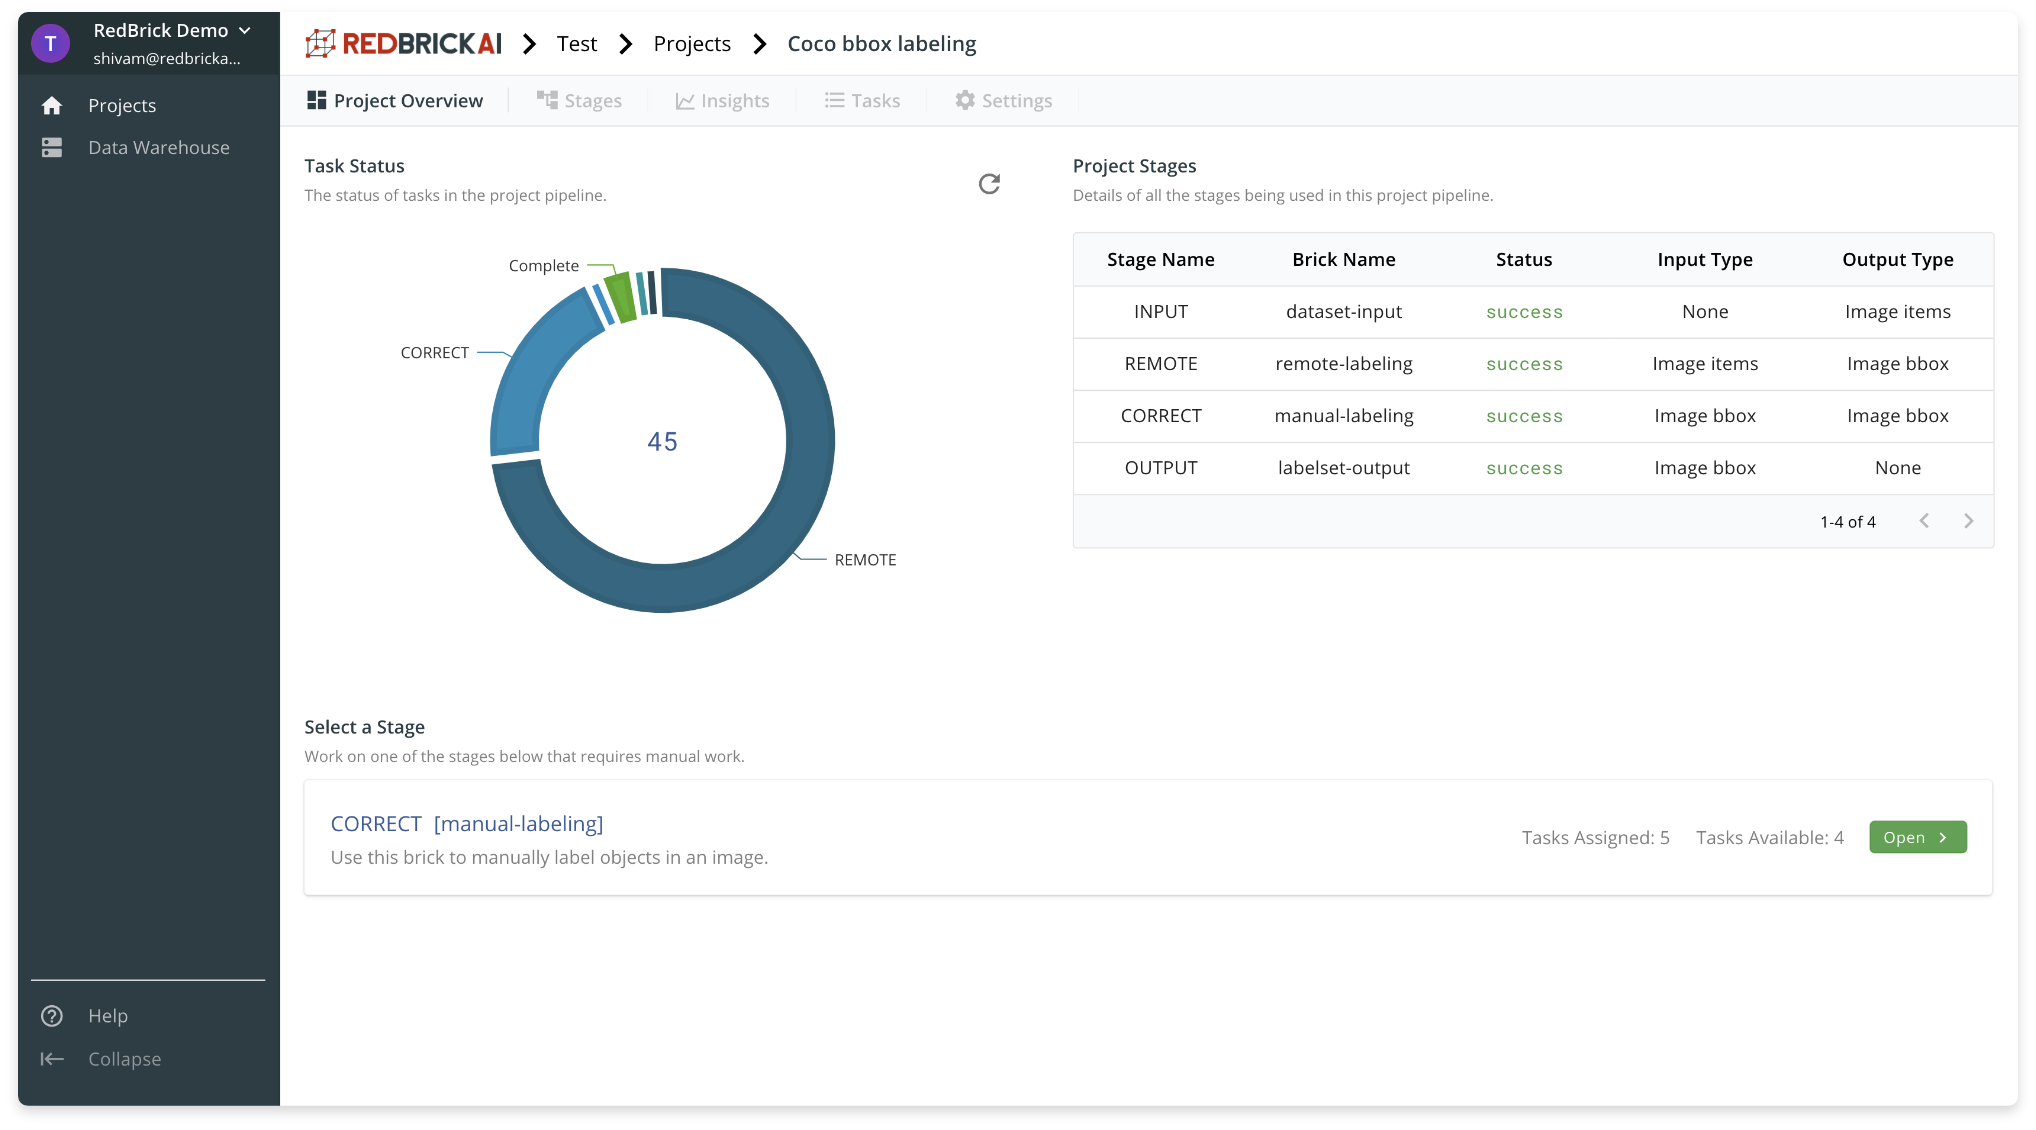 T
RedBrick Demo
shivam@redbricka...
Projects
Data Warehouse
Help
Collapse
REDBRICKAI Test Projects Coco bbox labeling
Project Overview Stages Insights Tasks Settings
Task Status
The status of tasks in the project pipeline.
Complete
CORRECT
45
REMOTE
Project Stages
Details of all the stages being used in this project pipeline.
Stage Name Brick Name Status Input Type Output Type
INPUT dataset-input success None Image items
REMOTE remote-labeling success Image items Image bbox
CORRECT manual-labeling success Image bbox Image bbox
OUTPUT labelset-output success Image bbox None
1-4 of 4
Select a Stage
Work on one of the stages below that requires manual work.
CORRECT [manual-labeling]
Use this brick to manually label objects in an image.
Tasks Assigned: 5 Tasks Available: 4 Open